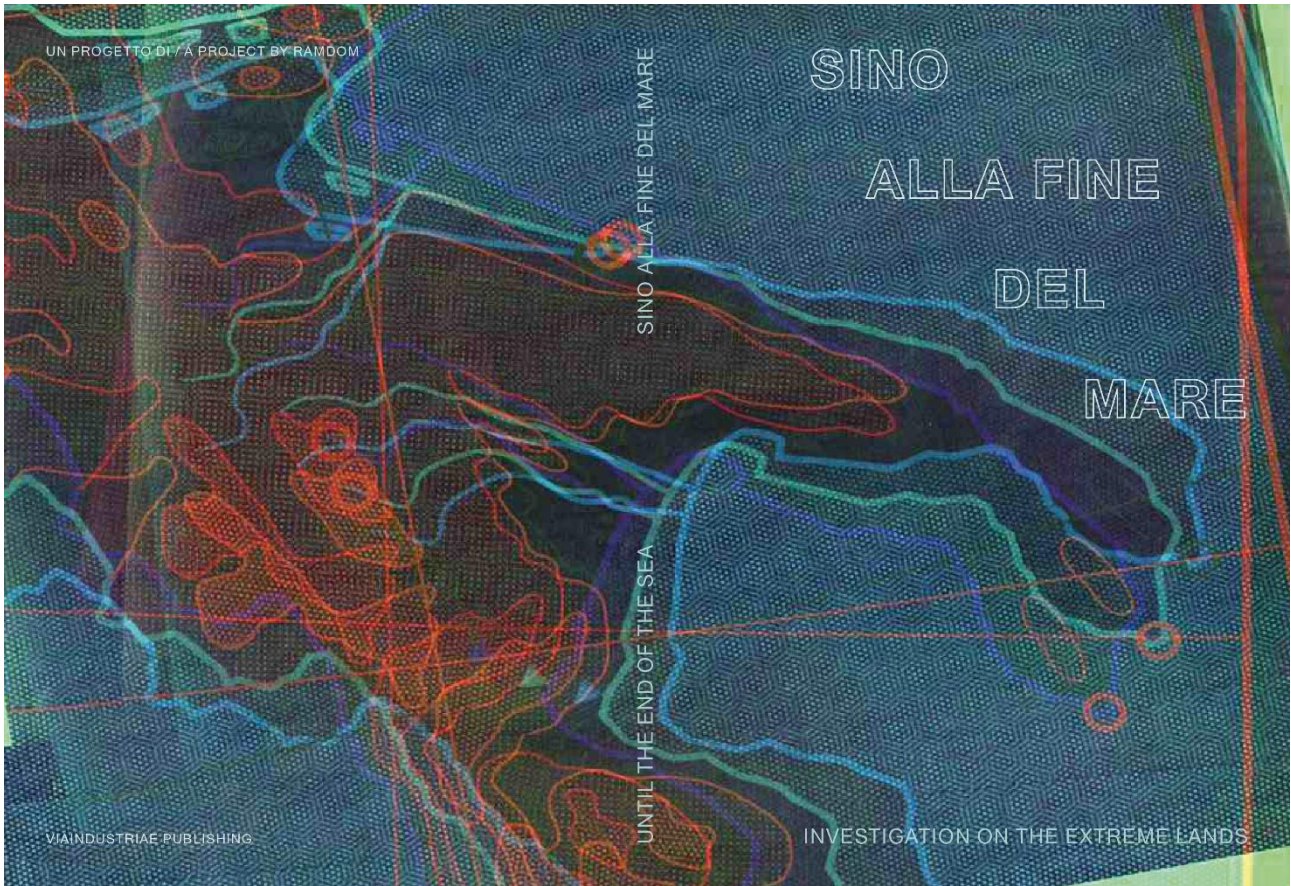 UN PROGETTO DI / A PROJECT BY RAMDOM
SINO
ALLA FINE
DEL
MARE
SINO ALLA FINE DEL MARE
UNTIL THE END OF THE SEA
VIAINDUSTRIAE PUBLISHING
INVESTIGATION ON THE EXTREME LANDS